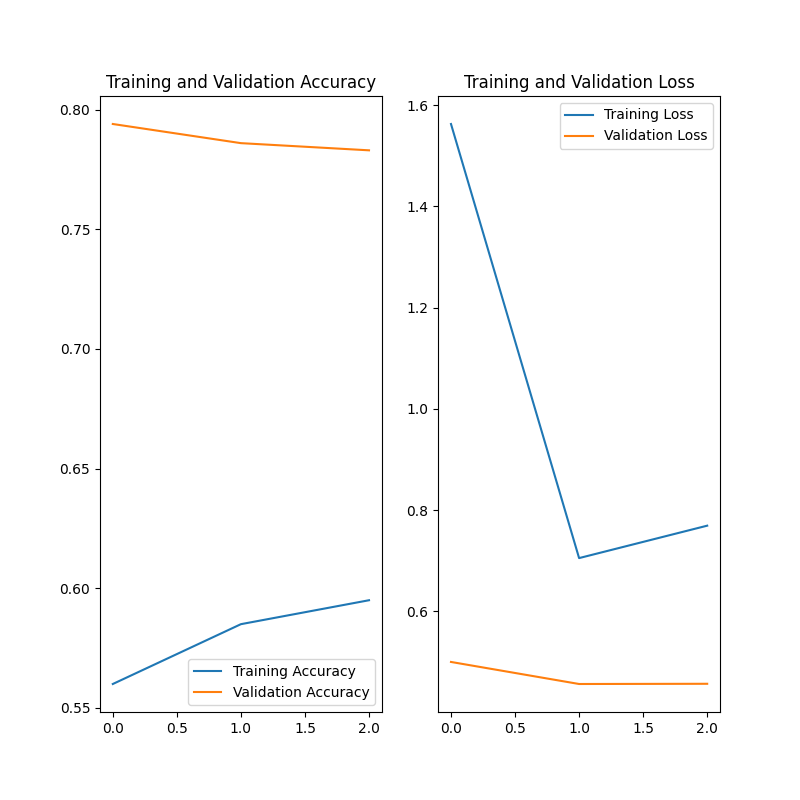 Training and Validation Accuracy
0.80
0.75
0.70
0.65
0.60
0.55
0.0 0.5 1.0 1.5 2.0
Training Accuracy
Validation Accuracy
Training and Validation Loss
1.6
1.4
1.2
1.0
0.8
0.6
0.0 0.5 1.0 1.5 2.0
Training Loss
Validation Loss